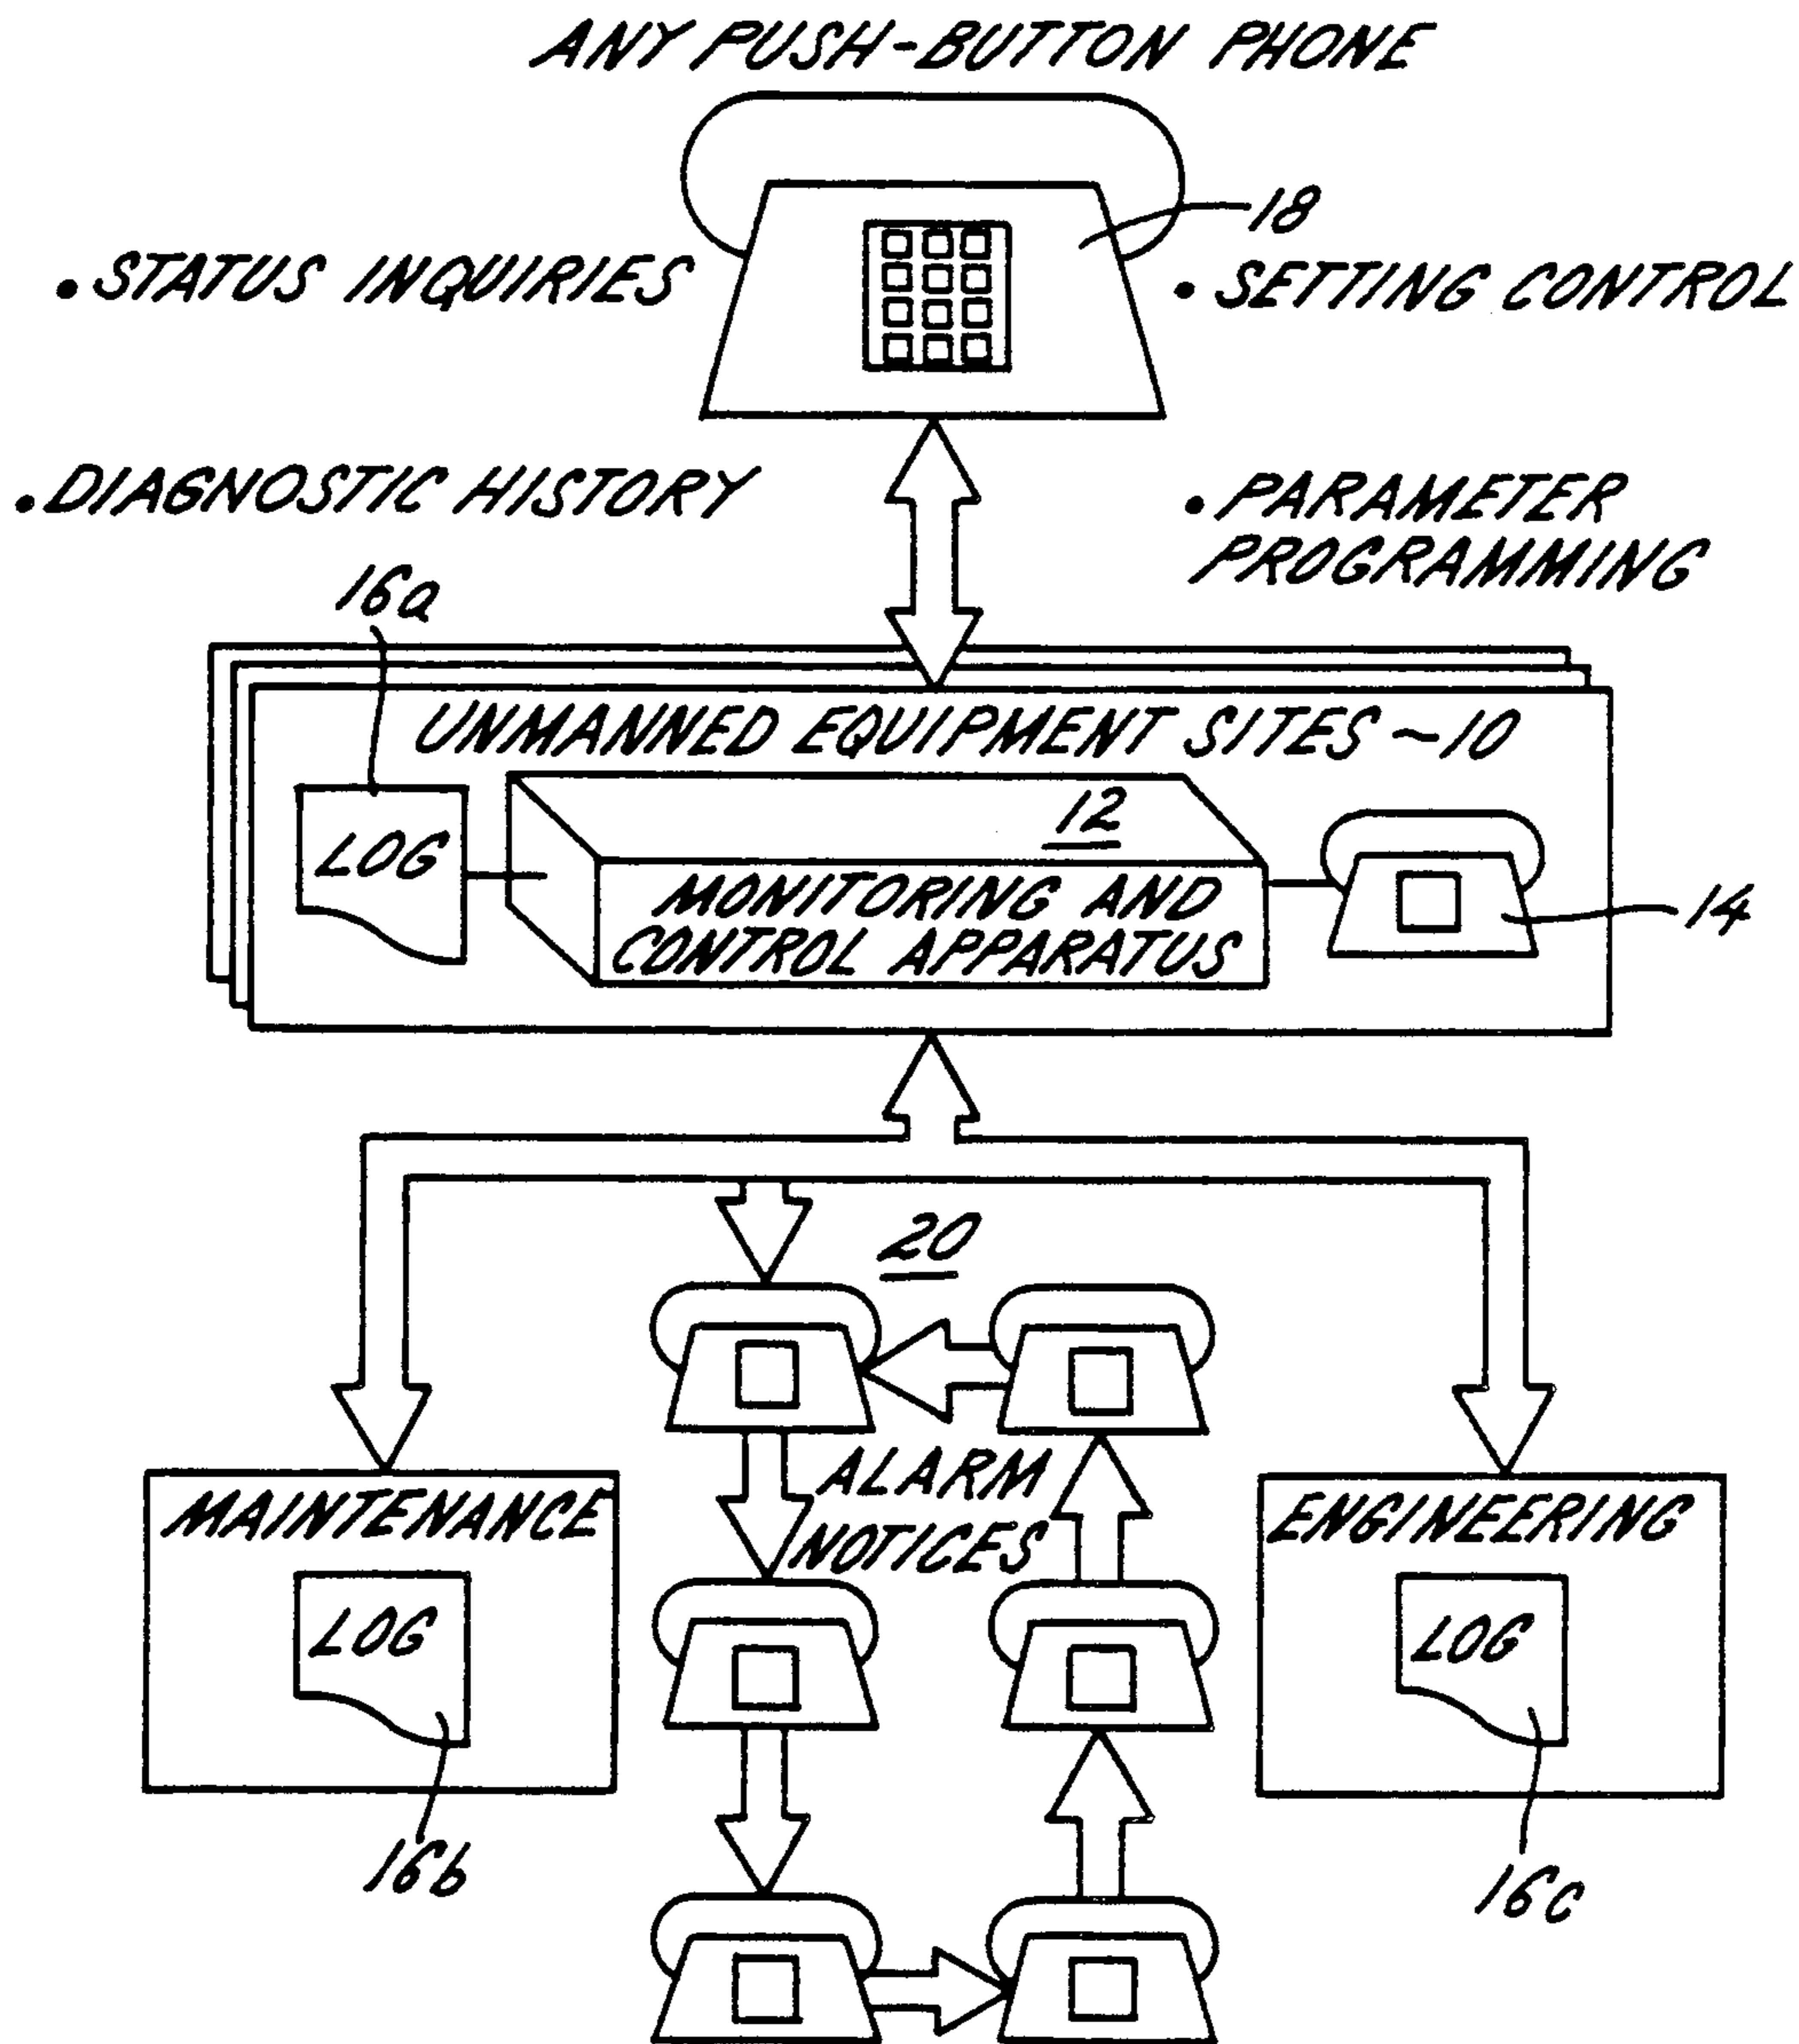 ANY PUSH-BUTTON PHONE
18
• STATUS INQUIRIES
• SETTING CONTROL
• DIAGNOSTIC HISTORY
• PARAMETER
PROGRAMMING
16a
UNMANNED EQUIPMENT SITES ~10
12
LOG
MONITORING AND
CONTROL APPARATUS
14
20
ALARM
NOTICES
MAINTENANCE
LOG
16b
ENGINEERING
LOG
16c